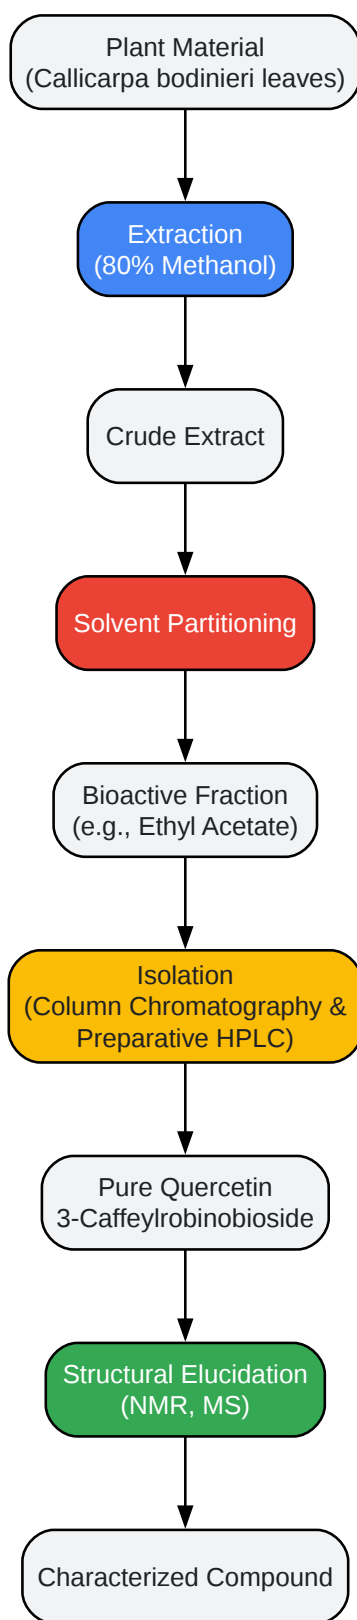 Plant Material
(Callicarpa bodinieri leaves)
Extraction
(80% Methanol)
Crude Extract
Solvent Partitioning
Bioactive Fraction
(e.g., Ethyl Acetate)
Isolation
(Column Chromatography &
Preparative HPLC)
Pure Quercetin
3-Caffeylrobinobioside
Structural Elucidation
(NMR, MS)
Characterized Compound